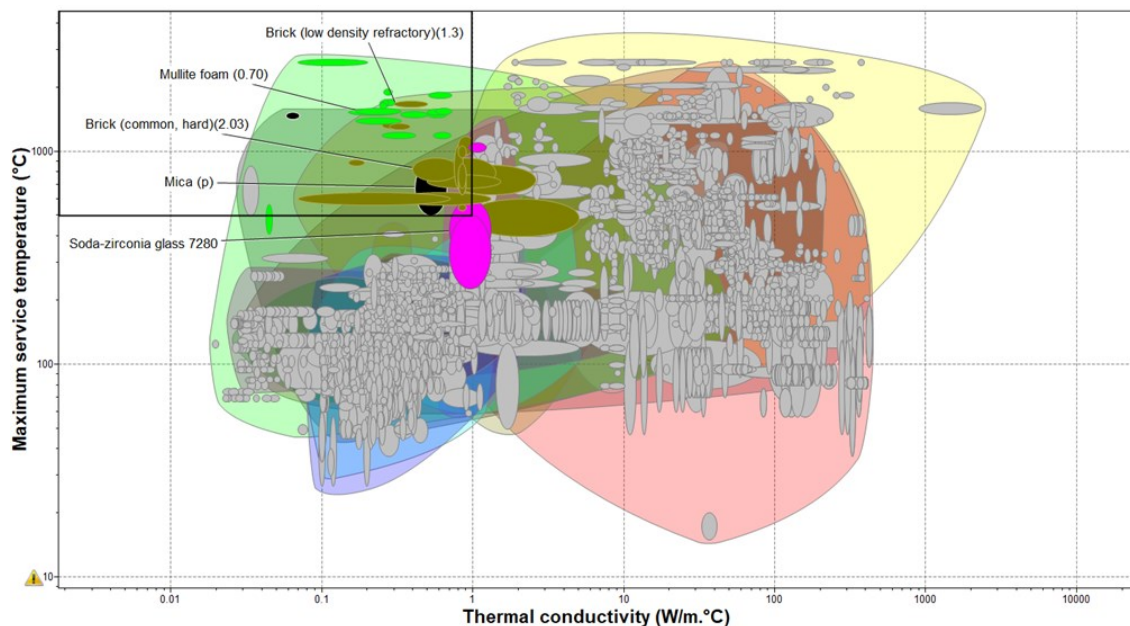 Brick (low density refractory)(1.3)
Mullite foam (0.70)
Brick (common, hard)(2.03)
Mica (p)
Soda-zirconia glass 7280
Maximum service temperature (°C)
1000
100
10
0.01
0.1
1
10
100
1000
10000
Thermal conductivity (W/m.°C)